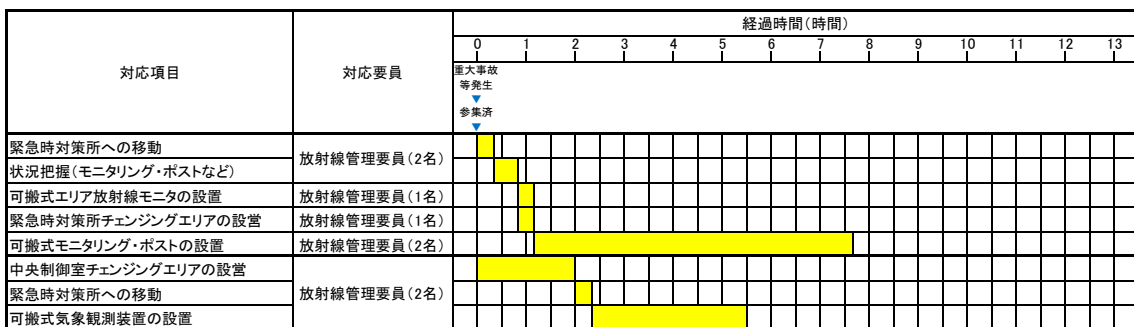 経過時間(時間)
対応項目
対応要員
0 1 2 3 4 5 6 7 8 9 10 11 12 13
重大事故
等発生
▼
参集済
▼
緊急時対策所への移動
放射線管理要員(2名)
状況把握(モニタリング・ポストなど)
可搬式エリア放射線モニタの設置 放射線管理要員(1名)
緊急時対策所チェンジングエリアの設営 放射線管理要員(1名)
可搬式モニタリング・ポストの設置 放射線管理要員(2名)
中央制御室チェンジングエリアの設営
緊急時対策所への移動 放射線管理要員(2名)
可搬式気象観測装置の設置